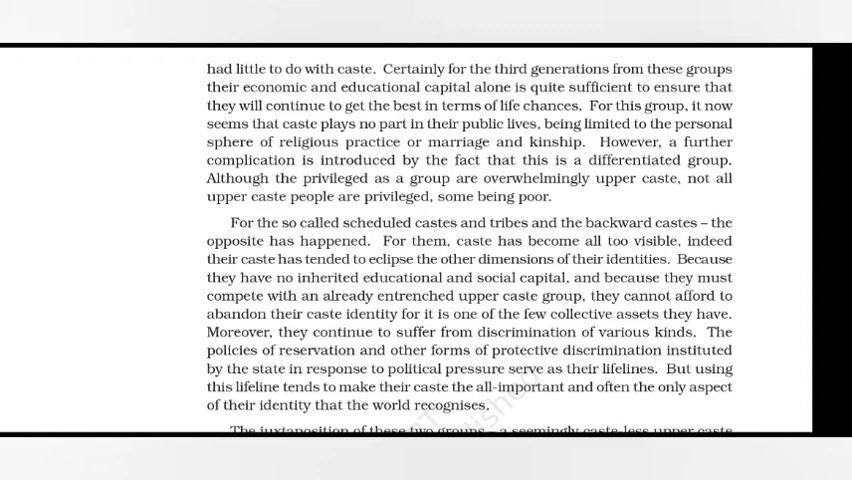 had little to do with caste. Certainly for the third generations from these groups
their economic and educational capital alone is quite sufficient to ensure that
they will continue to get the best in terms of life chances. For this group, it now
seems that caste plays no part in their public lives, being limited to the personal
sphere of religious practice or marriage and kinship. However, a further
complication is introduced by the fact that this is a differentiated group.
Although the privileged as a group are overwhelmingly upper caste, not all
upper caste people are privileged, some being poor.
For the so called scheduled castes and tribes and the backward castes – the
opposite has happened. For them, caste has become all too visible, indeed
their caste has tended to eclipse the other dimensions of their identities. Because
they have no inherited educational and social capital, and because they must
compete with an already entrenched upper caste group, they cannot afford to
abandon their caste identity for it is one of the few collective assets they have.
Moreover, they continue to suffer from discrimination of various kinds. The
policies of reservation and other forms of protective discrimination instituted
by the state in response to political pressure serve as their lifelines. But using
this lifeline tends to make their caste the all-important and often the only aspect
of their identity that the world recognises.
The juxtaposition of these two groups – a seemingly caste-less upper caste